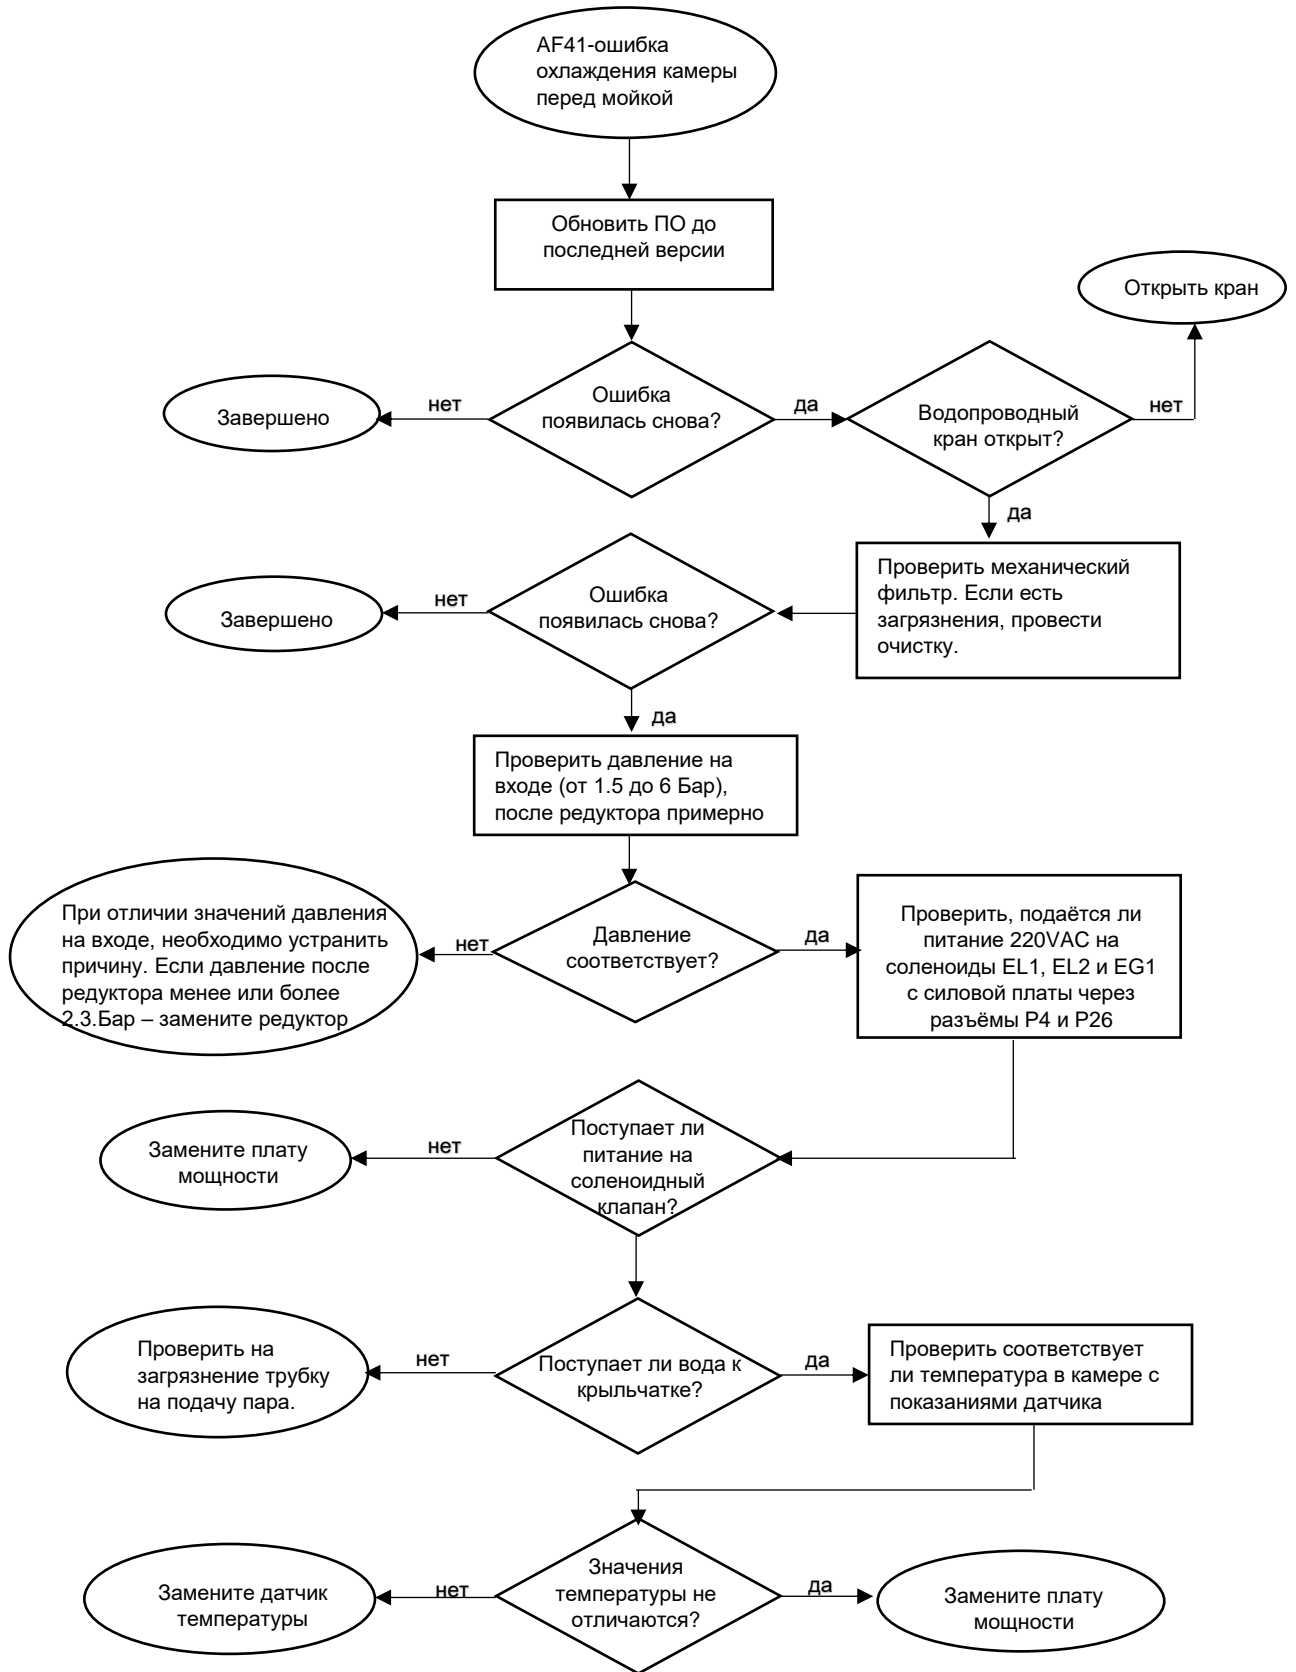 AF41-ошибка
охлаждения камеры
перед мойкой
Обновить ПО до
последней версии
Открыть кран
Завершено
нет
Ошибка
появилась снова?
да
Водопроводный
кран открыт?
нет
да
Завершено
нет
Ошибка
появилась снова?
Проверить механический
фильтр. Если есть
загрязнения, провести
очистку.
да
Проверить давление на
входе (от 1.5 до 6 Бар),
после редуктора примерно
При отличии значений давления
на входе, необходимо устранить
причину. Если давление после
редуктора менее или более
2.3.Бар – замените редуктор
нет
Давление
соответствует?
да
Проверить, подаётся ли
питание 220VAC на
соленоиды EL1, EL2 и EG1
с силовой платы через
разъёмы P4 и P26
Замените плату
мощности
нет
Поступает ли
питание на
соленоидный
клапан?
Проверить на
загрязнение трубку
на подачу пара.
нет
Поступает ли вода к
крыльчатке?
да
Проверить соответствует
ли температура в камере с
показаниями датчика
Замените датчик
температуры
нет
Значения
температуры не
отличаются?
да
Замените плату
мощности